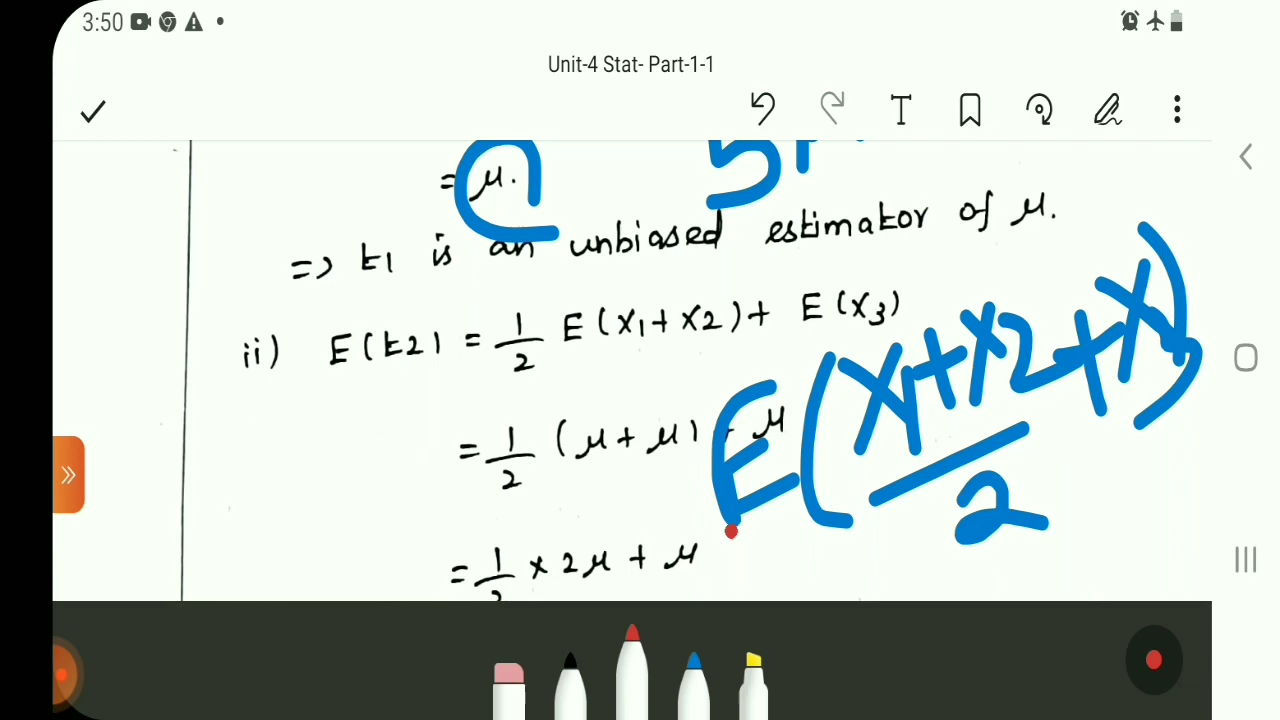 3:50
Unit-4 Stat- Part-1-1
T
= μ.
=> t1 is an unbiased estimator of μ.
ii) E(t2) = 1/2 E(X1+X2)+ E(X3)
= 1/2 (μ+μ) + μ
E(X1+X2/2 +X3)
= 1/2 × 2μ + μ